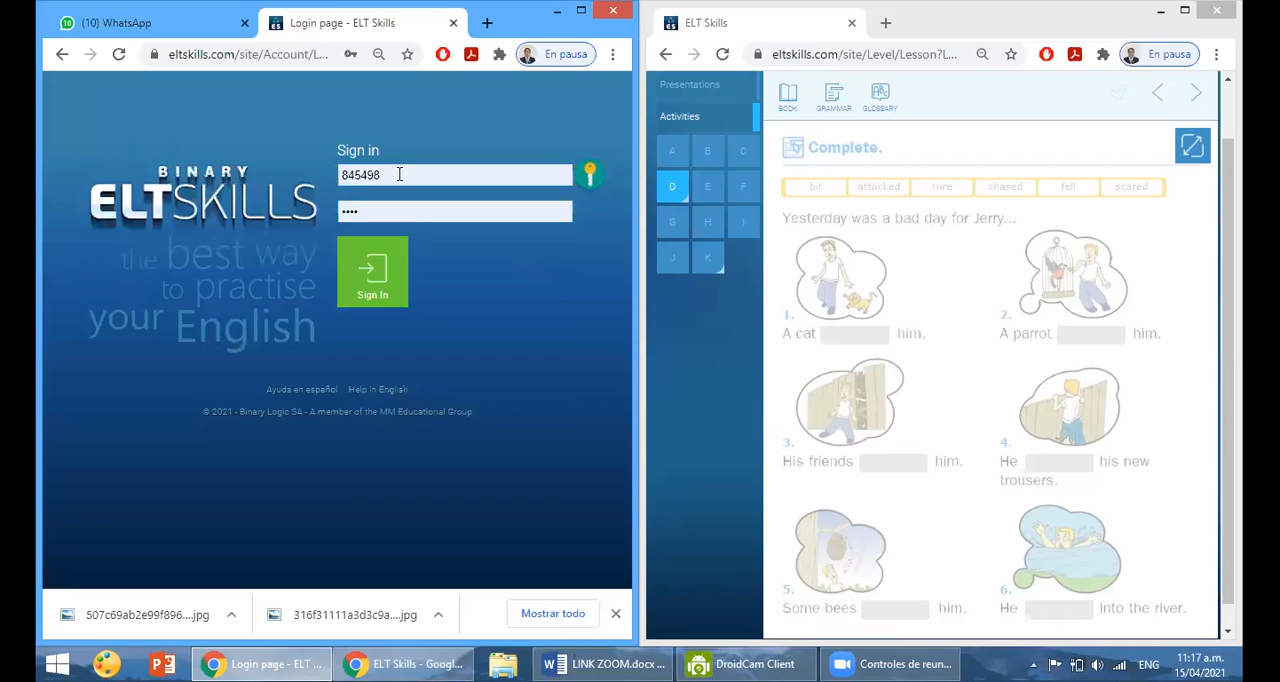 (10) WhatsApp
Login page - ELT Skills
eltskills.com/site/Account/L...
En pausa
BINARY
ELTSKILLS
the best way
to practise
your English
Sign in
845498
••••
Sign In
Ayuda en español Help in English
© 2021 - Binary Logic SA - A member of the MM Educational Group
507c69ab2e99f896....jpg
316f31111a3d3c9a....jpg
Mostrar todo
ELT Skills
eltskills.com/site/Level/Lesson?L...
En pausa
Presentations
Activities
A B C
D E F
G H I
J K
BOOK GRAMMAR GLOSSARY
Complete.
bit attacked tore chased fell scared
Yesterday was a bad day for Jerry...
1.
A cat him.
2.
A parrot him.
3.
His friends him.
4.
He his new
trousers.
5.
Some bees him.
6.
He into the river.
Login page - ELT ...
ELT Skills - Googl...
LINK ZOOM.docx ...
DroidCam Client
Controles de reun...
ENG
11:17 a.m.
15/04/2021